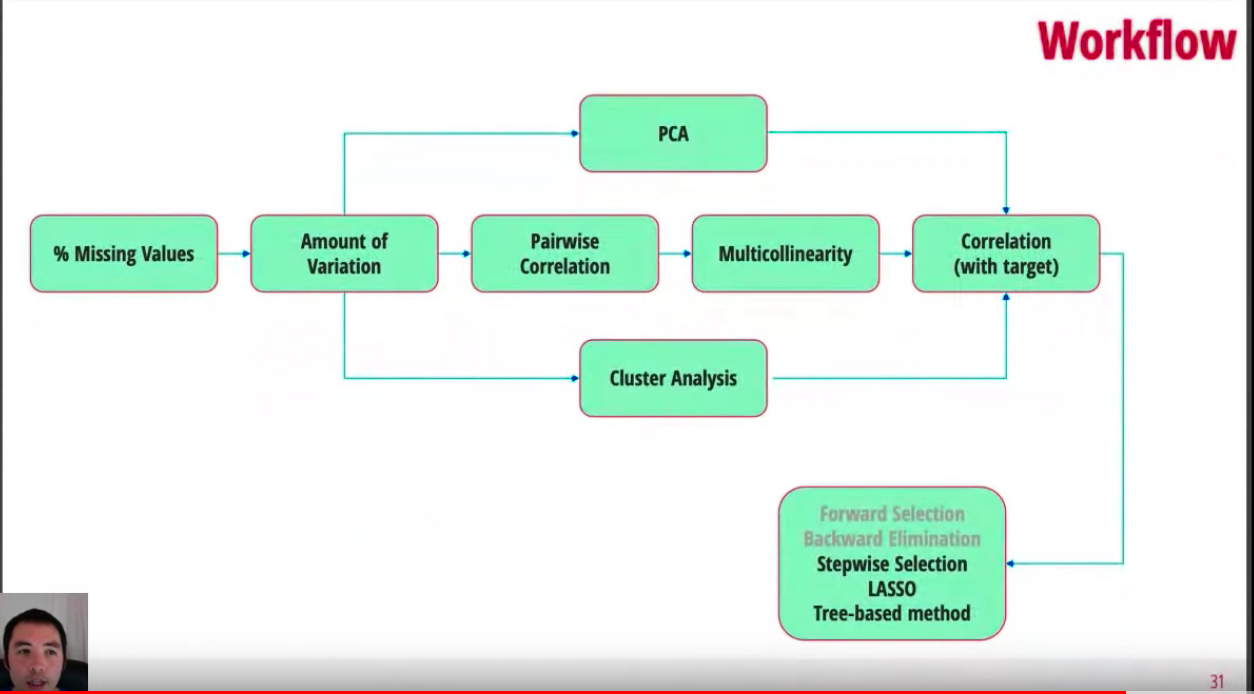 Workflow
PCA
% Missing Values
Amount of
Variation
Pairwise
Correlation
Multicollinearity
Correlation
(with target)
Cluster Analysis
Forward Selection
Backward Elimination
Stepwise Selection
LASSO
Tree-based method
31